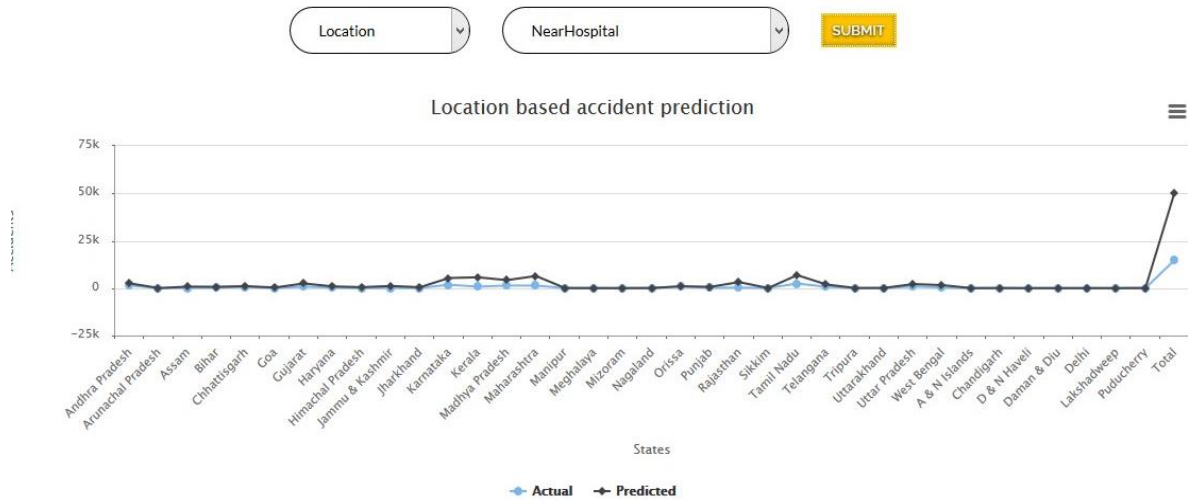 Location NearHospital SUBMIT
Location based accident prediction
75k
50k
25k
0
−25k
Andhra Pradesh
Arunachal Pradesh
Assam
Bihar
Chhattisgarh
Goa
Gujarat
Haryana
Himachal Pradesh
Jammu & Kashmir
Jharkhand
Karnataka
Kerala
Madhya Pradesh
Maharashtra
Manipur
Meghalaya
Mizoram
Nagaland
Orissa
Punjab
Rajasthan
Sikkim
Tamil Nadu
Telangana
Tripura
Uttarakhand
Uttar Pradesh
West Bengal
A & N Islands
Chandigarh
D & N Haveli
Daman & Diu
Delhi
Lakshadweep
Puducherry
Total
States
Actual Predicted